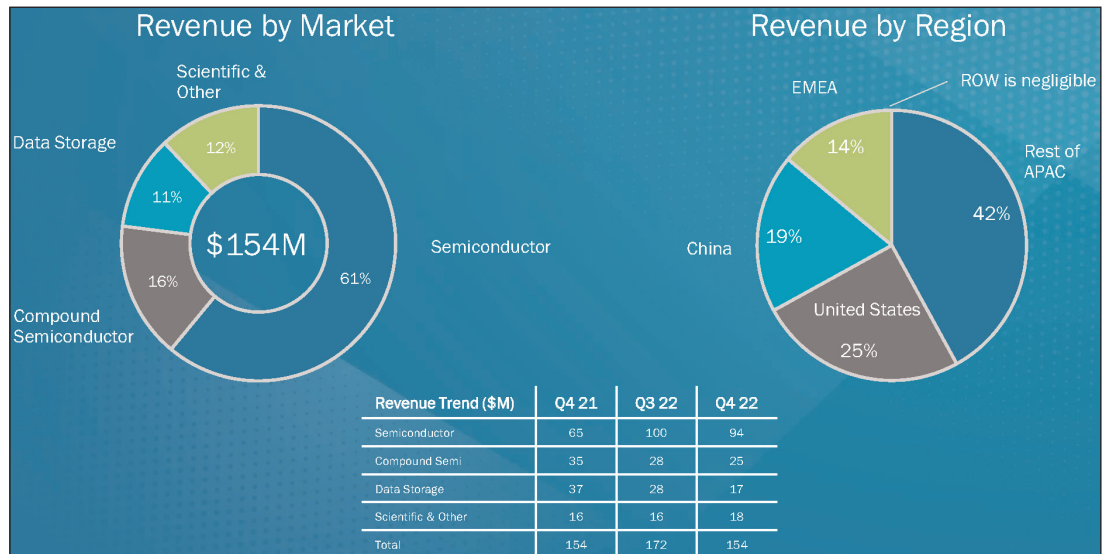 Revenue by Market
Scientific &
Other
Data Storage
12%
11%
$154M
Semiconductor
61%
16%
Compound
Semiconductor
Revenue by Region
ROW is negligible
EMEA
14%
Rest of
APAC
42%
19%
China
United States
25%
Revenue Trend ($M) Q4 21 Q3 22 Q4 22
Semiconductor 65 100 94
Compound Semi 35 28 25
Data Storage 37 28 17
Scientific & Other 16 16 18
Total 154 172 154